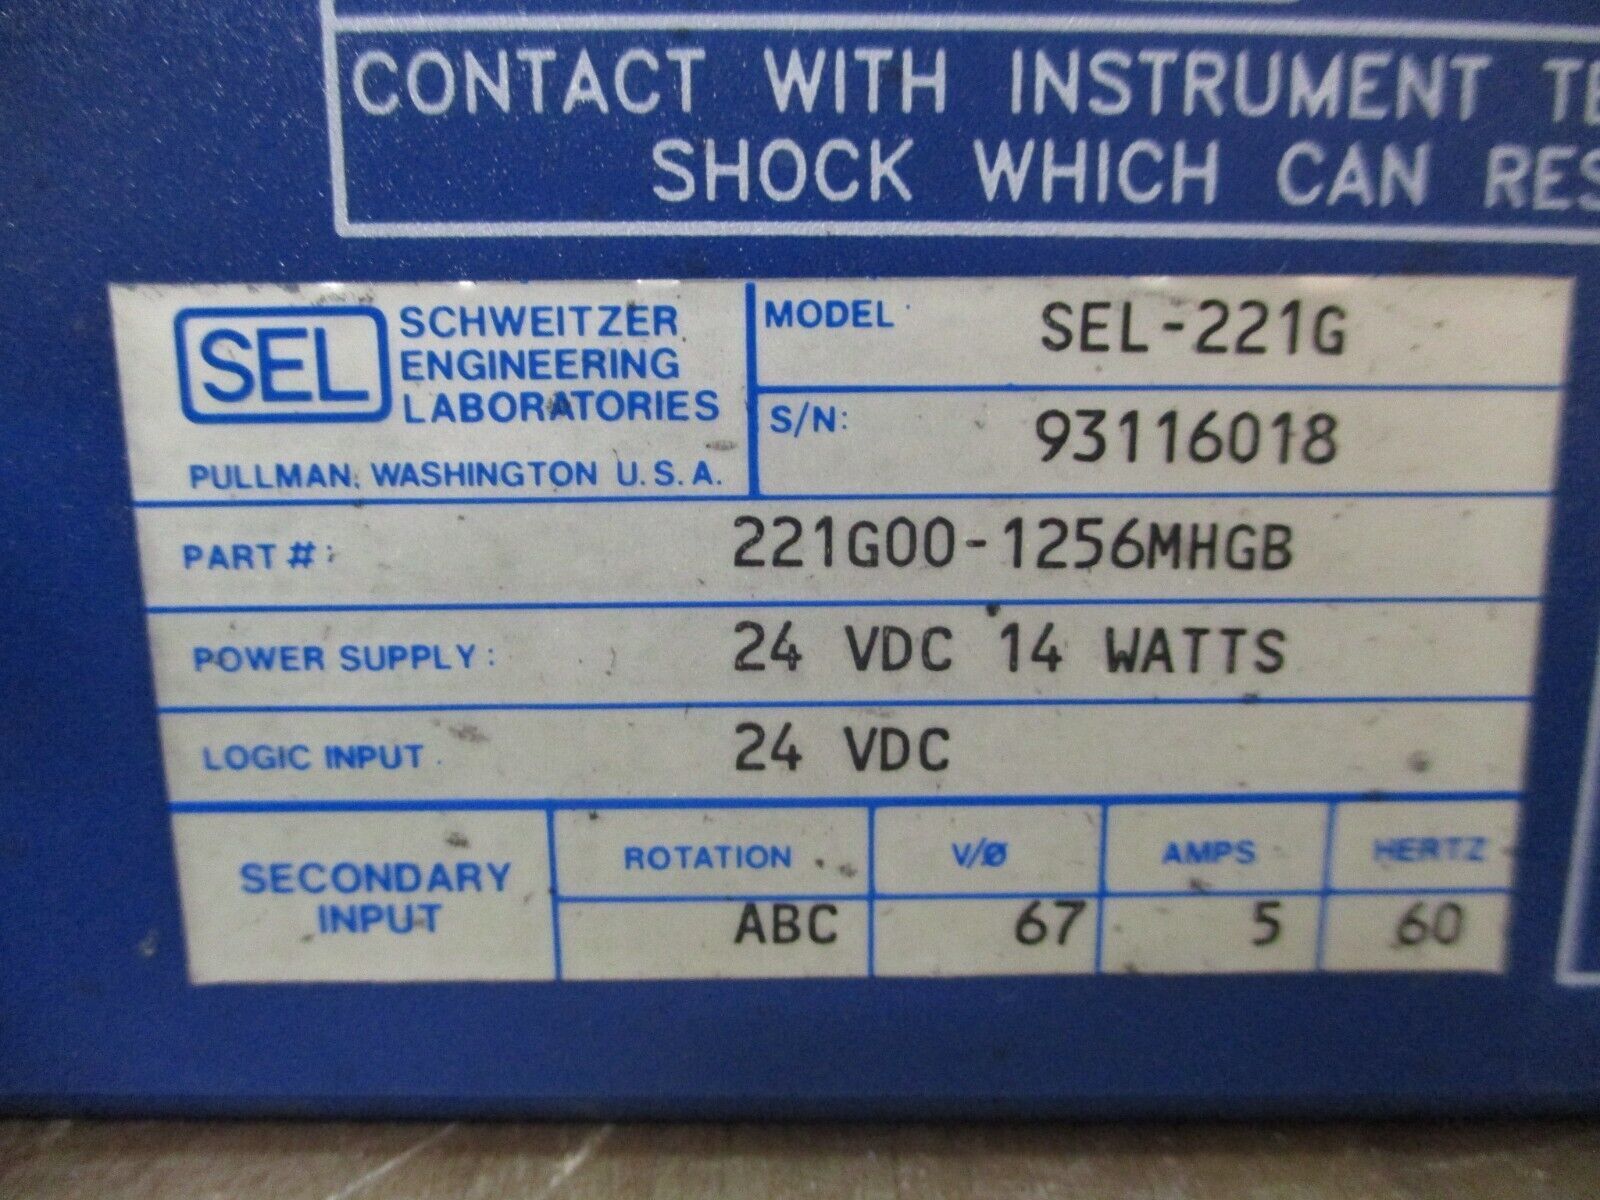 CONTACT WITH INSTRUMENT
SHOCK WHICH CAN
SEL
SCHWEITZER
ENGINEERING
LABORATORIES
PULLMAN, WASHINGTON U.S.A.
MODEL SEL-221G
S/N: 93116018
PART #: 221G00-1256MHGB
POWER SUPPLY: 24 VDC 14 WATTS
LOGIC INPUT 24 VDC
SECONDARY
INPUT
ROTATION V/Ø AMPS HERTZ
ABC 67 5 60